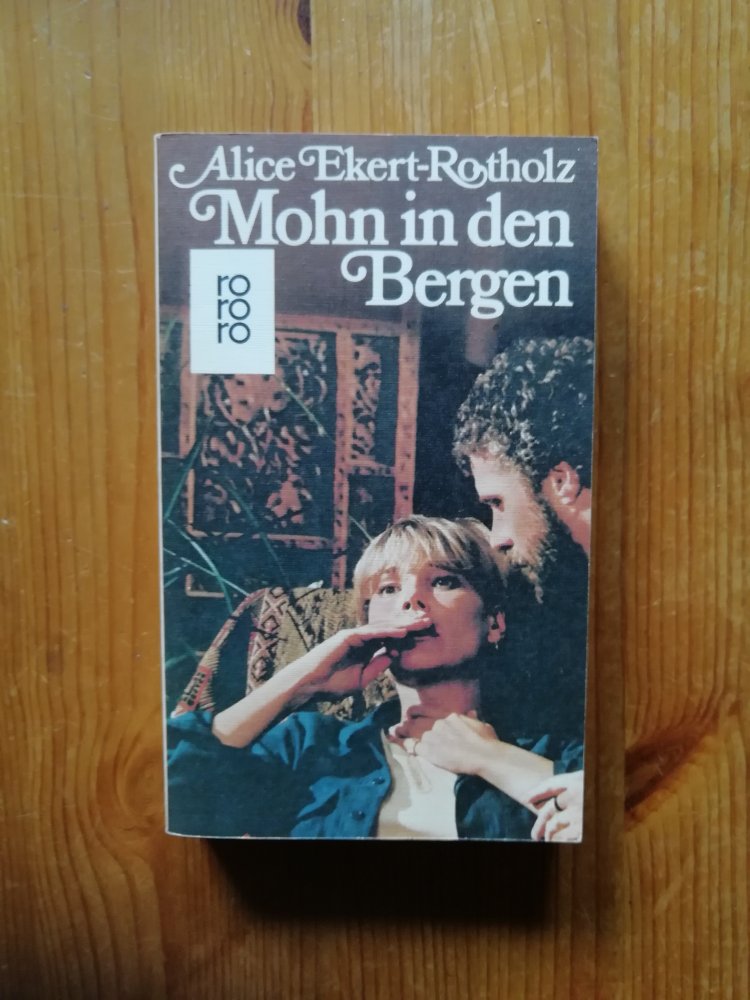 Alice Ekert-Rotholz
Mohn in den
Bergen
ro
ro
ro